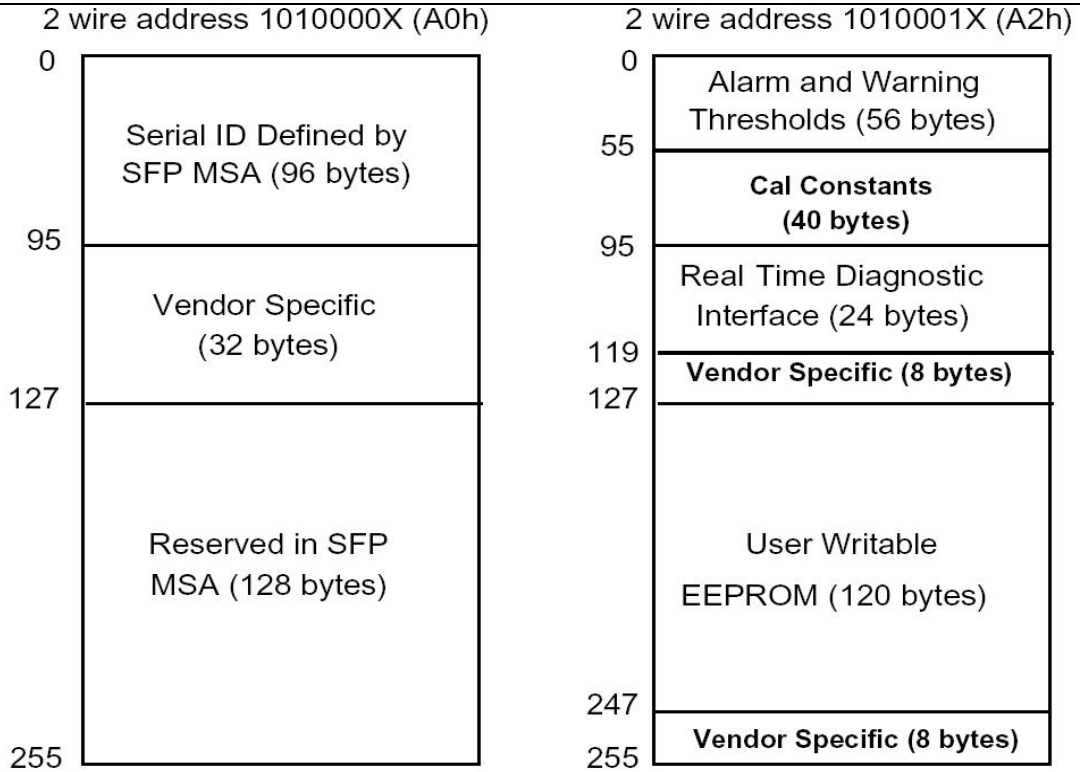 2 wire address 1010000X (A0h)
0
Serial ID Defined by
SFP MSA (96 bytes)
95
Vendor Specific
(32 bytes)
127
Reserved in SFP
MSA (128 bytes)
255
2 wire address 1010001X (A2h)
0
Alarm and Warning
Thresholds (56 bytes)
55
Cal Constants
(40 bytes)
95
Real Time Diagnostic
Interface (24 bytes)
119
Vendor Specific (8 bytes)
127
User Writable
EEPROM (120 bytes)
247
Vendor Specific (8 bytes)
255